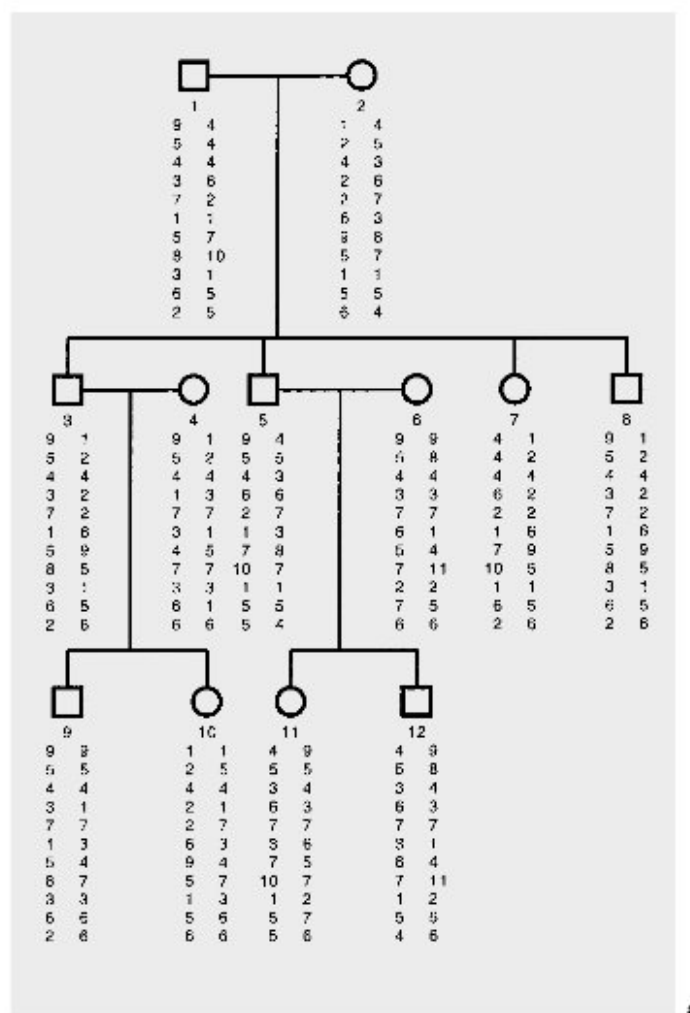 1 2
9 4 1 4
5 4 2 5
4 4 4 3
3 6 2 6
7 2 2 7
1 1 6 3
5 7 9 8
8 10 5 7
3 1 1 1
6 5 5 5
2 5 6 4
3 4 5 6 7 8
9 1 9 1 9 4 9 9 4 1 9 1
5 2 5 2 5 5 5 8 4 2 5 2
4 4 4 4 4 3 4 4 4 4 4 4
3 2 1 3 6 6 3 3 6 2 3 2
7 2 7 7 2 7 7 7 2 2 7 2
1 6 3 1 1 3 6 1 1 6 1 6
5 9 4 5 7 8 5 4 7 9 5 9
8 5 7 7 10 7 7 11 10 5 8 5
3 1 3 3 1 1 2 2 1 1 3 1
6 5 6 1 5 5 7 5 6 5 6 5
2 6 6 6 5 4 6 6 2 6 2 6
9 10 11 12
9 9 1 1 4 9 4 9
5 5 2 5 5 5 5 8
4 4 4 4 3 4 3 4
3 1 2 1 6 3 6 3
7 7 2 7 7 7 7 7
1 3 6 3 3 6 3 1
5 4 9 4 7 5 8 4
8 7 5 7 10 7 7 11
3 3 1 3 1 2 1 2
6 6 5 6 5 7 5 5
2 6 6 6 5 6 4 6